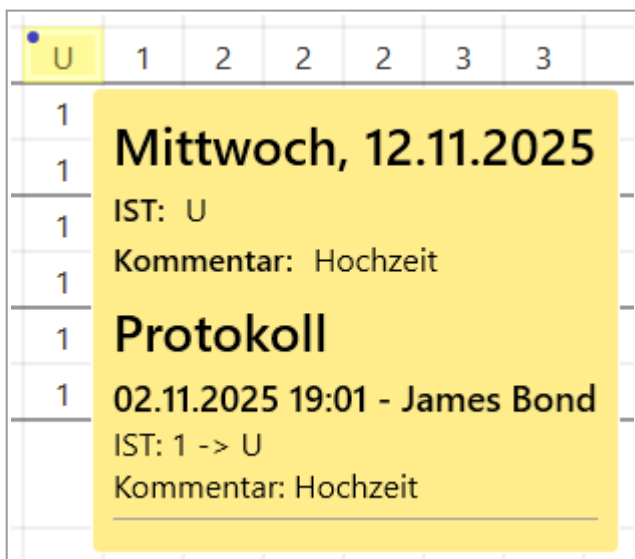 U 1 2 2 2 3 3
1
Mittwoch, 12.11.2025
1
IST: U
1
Kommentar: Hochzeit
1
Protokoll
1
02.11.2025 19:01 - James Bond
1
IST: 1 -> U
Kommentar: Hochzeit